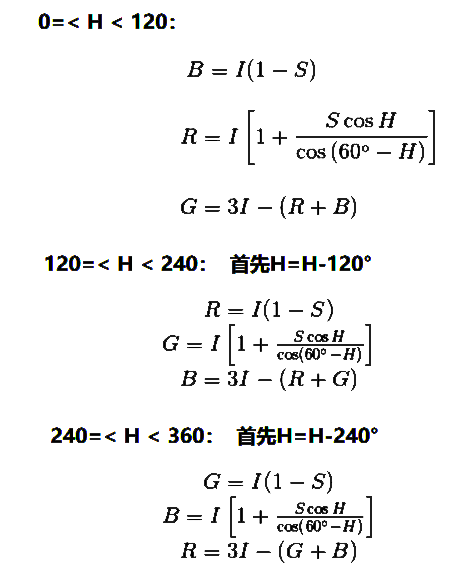 0=< H < 120：
B = I(1 − S)
R = I [1 + S cos H / cos (60° − H)]
G = 3I − (R + B)
120=< H < 240： 首先H=H-120°
R = I(1 − S)
G = I [1 + S cos H / cos(60° − H)]
B = 3I − (R + G)
240=< H < 360： 首先H=H-240°
G = I(1 − S)
B = I [1 + S cos H / cos(60° − H)]
R = 3I − (G + B)